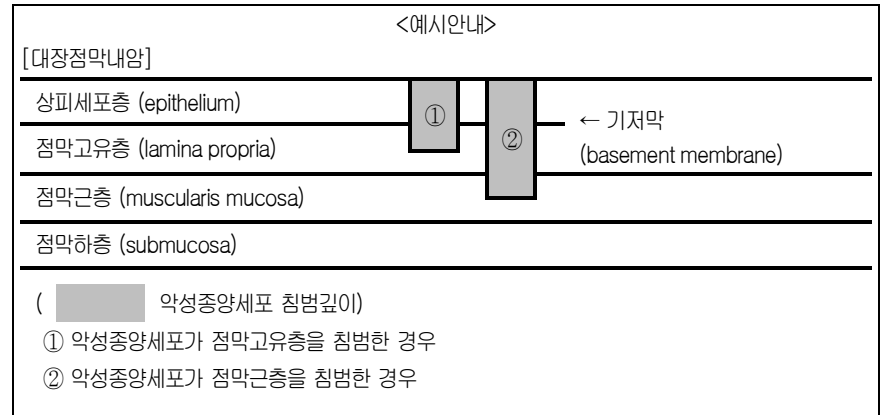 <예시안내>
[대장점막내암]
상피세포층 (epithelium)
①
← 기저막
점막고유층 (lamina propria)
②
(basement membrane)
점막근층 (muscularis mucosa)
점막하층 (submucosa)
( 악성종양세포 침범깊이)
① 악성종양세포가 점막고유층을 침범한 경우
② 악성종양세포가 점막근층을 침범한 경우